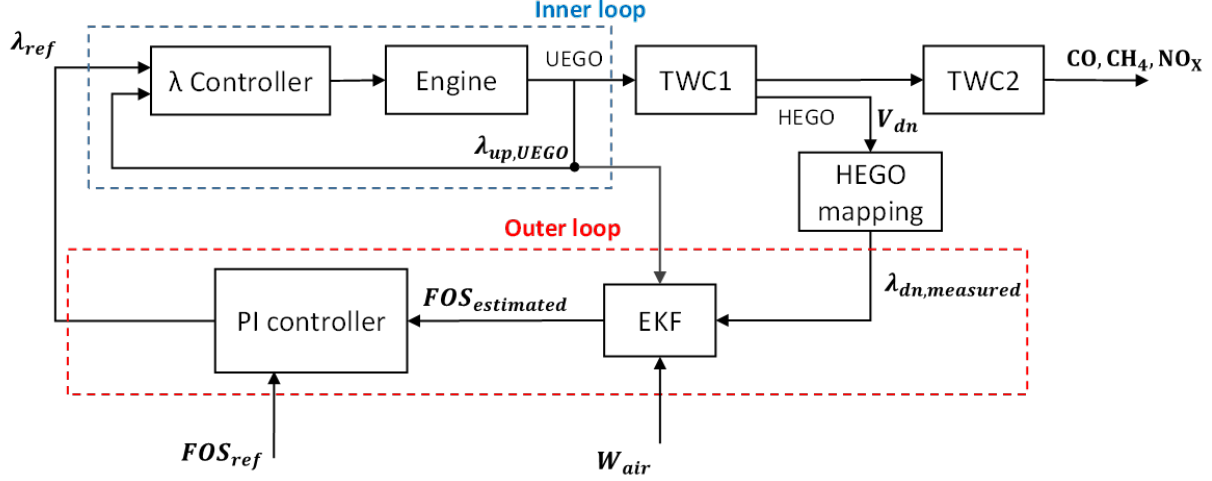 Inner loop
λref
λ Controller
Engine
UEGO
TWC1
TWC2
CO, CH4, NOX
HEGO
Vdn
λup,UEGO
HEGO
mapping
Outer loop
λdn,measured
PI controller
FOSestimated
EKF
FOSref
Wair